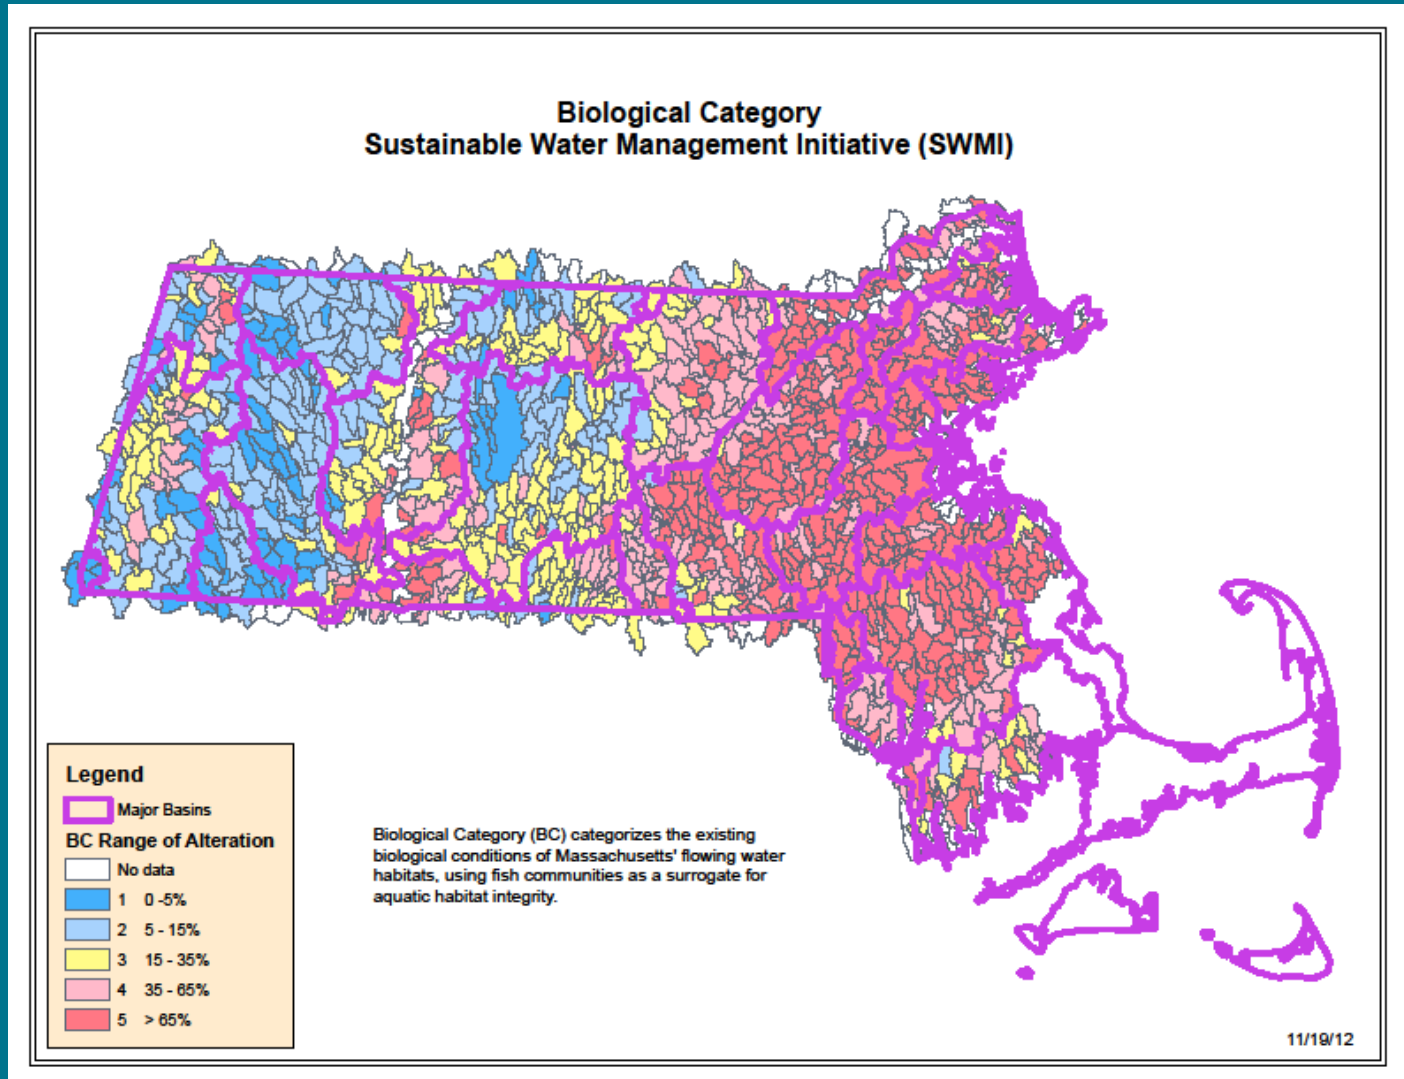 Biological Category
Sustainable Water Management Initiative (SWMI)
Legend
Major Basins
BC Range of Alteration
No data
1 0 -5%
2 5 - 15%
3 15 - 35%
4 35 - 65%
5 > 65%
Biological Category (BC) categorizes the existing
biological conditions of Massachusetts' flowing water
habitats, using fish communities as a surrogate for
aquatic habitat integrity.
11/19/12